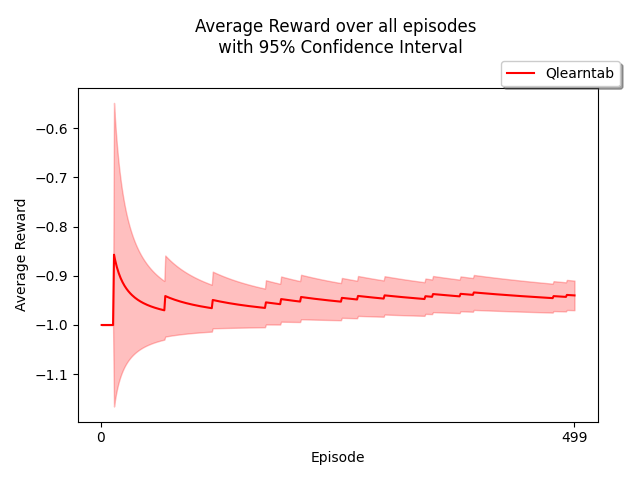 Average Reward over all episodes
with 95% Confidence Interval
Qlearntab
−0.6
−0.7
−0.8
−0.9
−1.0
−1.1
Average Reward
0
499
Episode